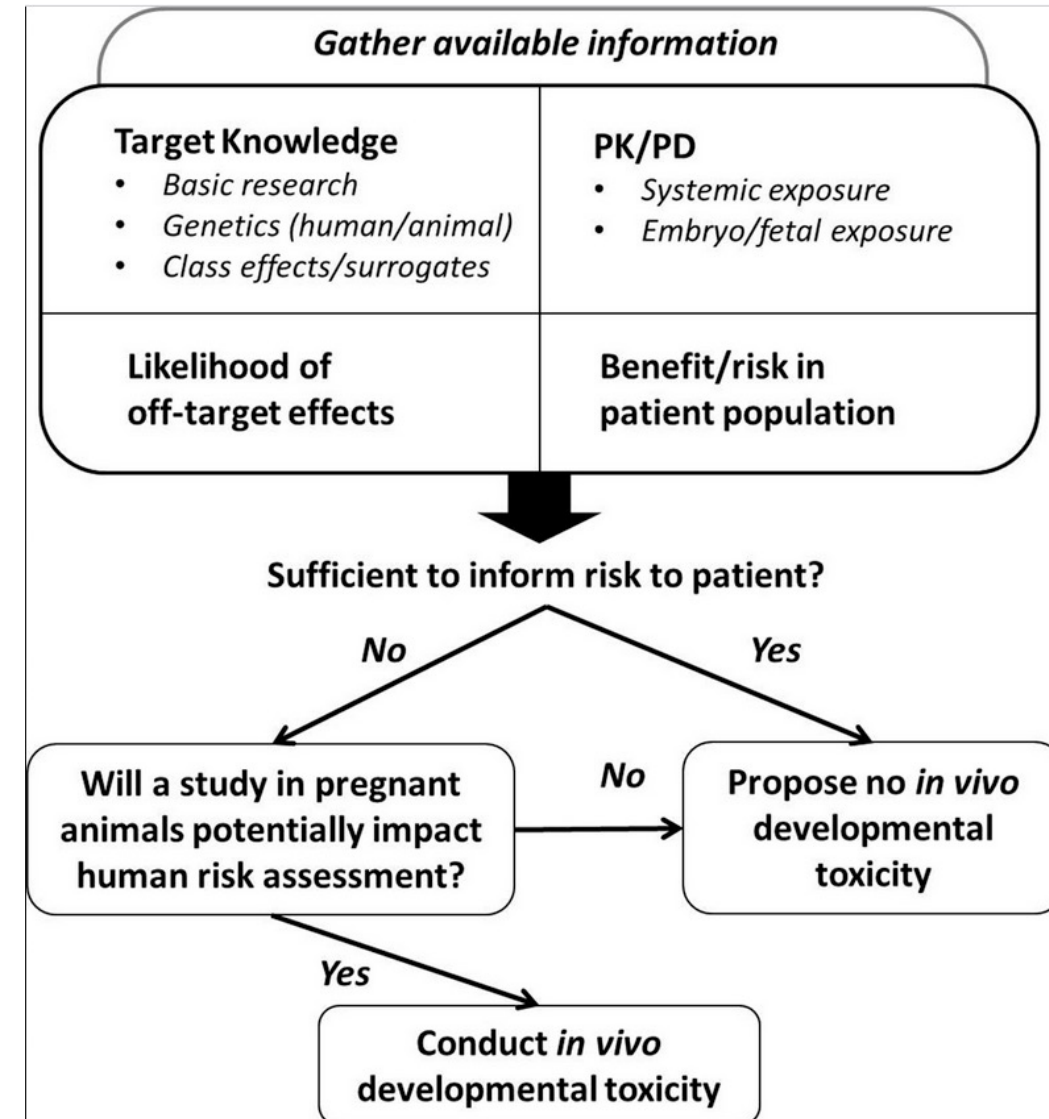 Gather available information
Target Knowledge
• Basic research
• Genetics (human/animal)
• Class effects/surrogates
PK/PD
• Systemic exposure
• Embryo/fetal exposure
Likelihood of
off-target effects
Benefit/risk in
patient population
Sufficient to inform risk to patient?
No
Yes
Will a study in pregnant
animals potentially impact
human risk assessment?
No
Propose no in vivo
developmental
toxicity
Yes
Conduct in vivo
developmental toxicity